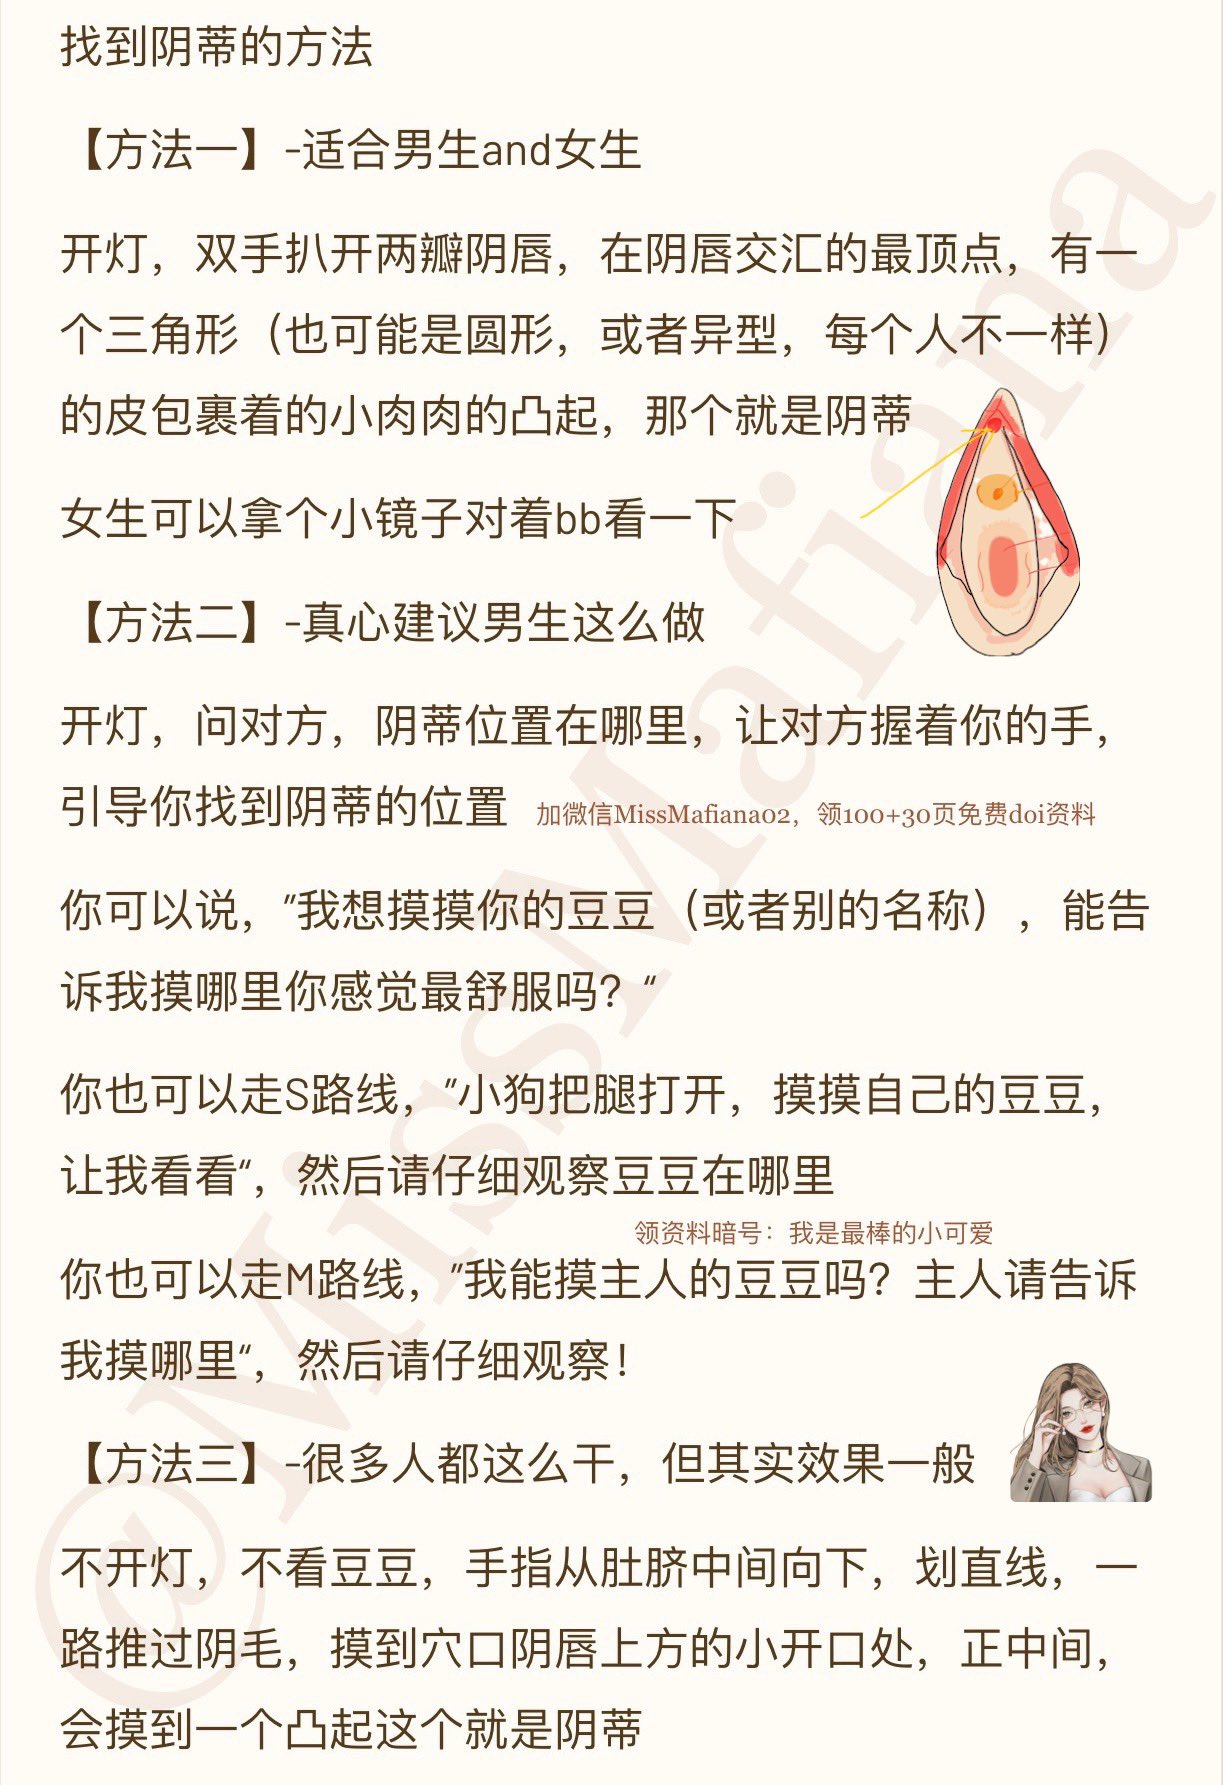 找到阴蒂的方法
【方法一】-适合男生and女生
开灯，双手扒开两瓣阴唇，在阴唇交汇的最顶点，有一
个三角形（也可能是圆形，或者异型，每个人不一样）
的皮包裹着的小肉肉的凸起，那个就是阴蒂
女生可以拿个小镜子对着bb看一下
【方法二】-真心建议男生这么做
开灯，问对方，阴蒂位置在哪里，让对方握着你的手，
引导你找到阴蒂的位置
加微信MissMafiana02，领100+30页免费doi资料
你可以说，"我想摸摸你的豆豆（或者别的名称），能告
诉我摸哪里你感觉最舒服吗？“
你也可以走S路线，"小狗把腿打开，摸摸自己的豆豆，
让我看看“，然后请仔细观察豆豆在哪里
领资料暗号：我是最棒的小可爱
你也可以走M路线，"我能摸主人的豆豆吗？主人请告诉
我摸哪里“，然后请仔细观察！
【方法三】-很多人都这么干，但其实效果一般
不开灯，不看豆豆，手指从肚脐中间向下，划直线，一
路推过阴毛，摸到穴口阴唇上方的小开口处，正中间，
会摸到一个凸起这个就是阴蒂
@MissMafiana